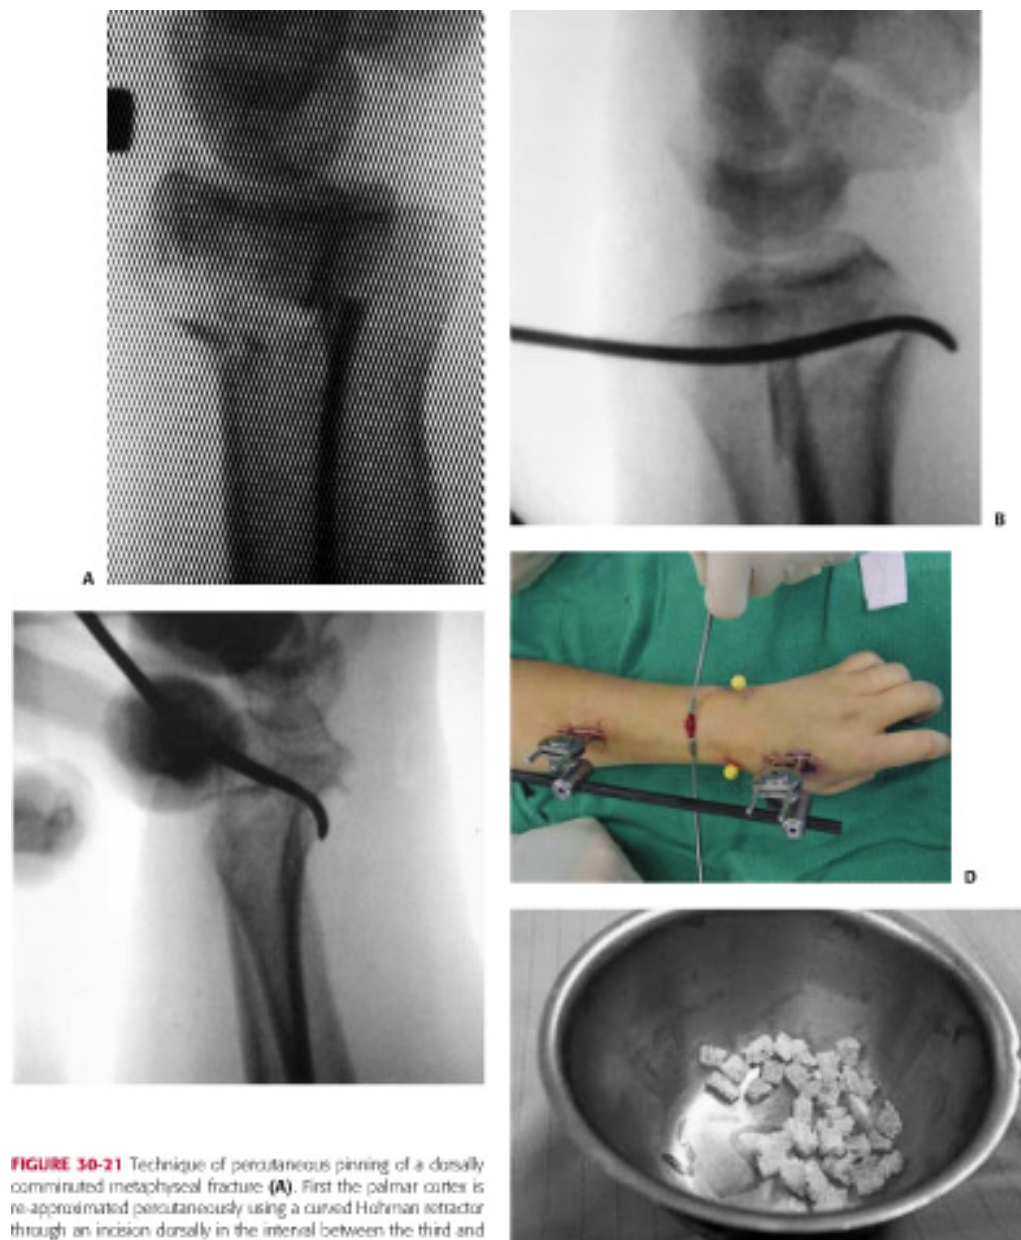 A
B
D
FIGURE 30-21 Technique of percutaneous pinning of a dorsally
comminuted metaphyseal fracture (A). First the palmar cortex is
re-approximated percutaneously using a curved Hohman retractor
through an incision dorsally in the interval between the third and